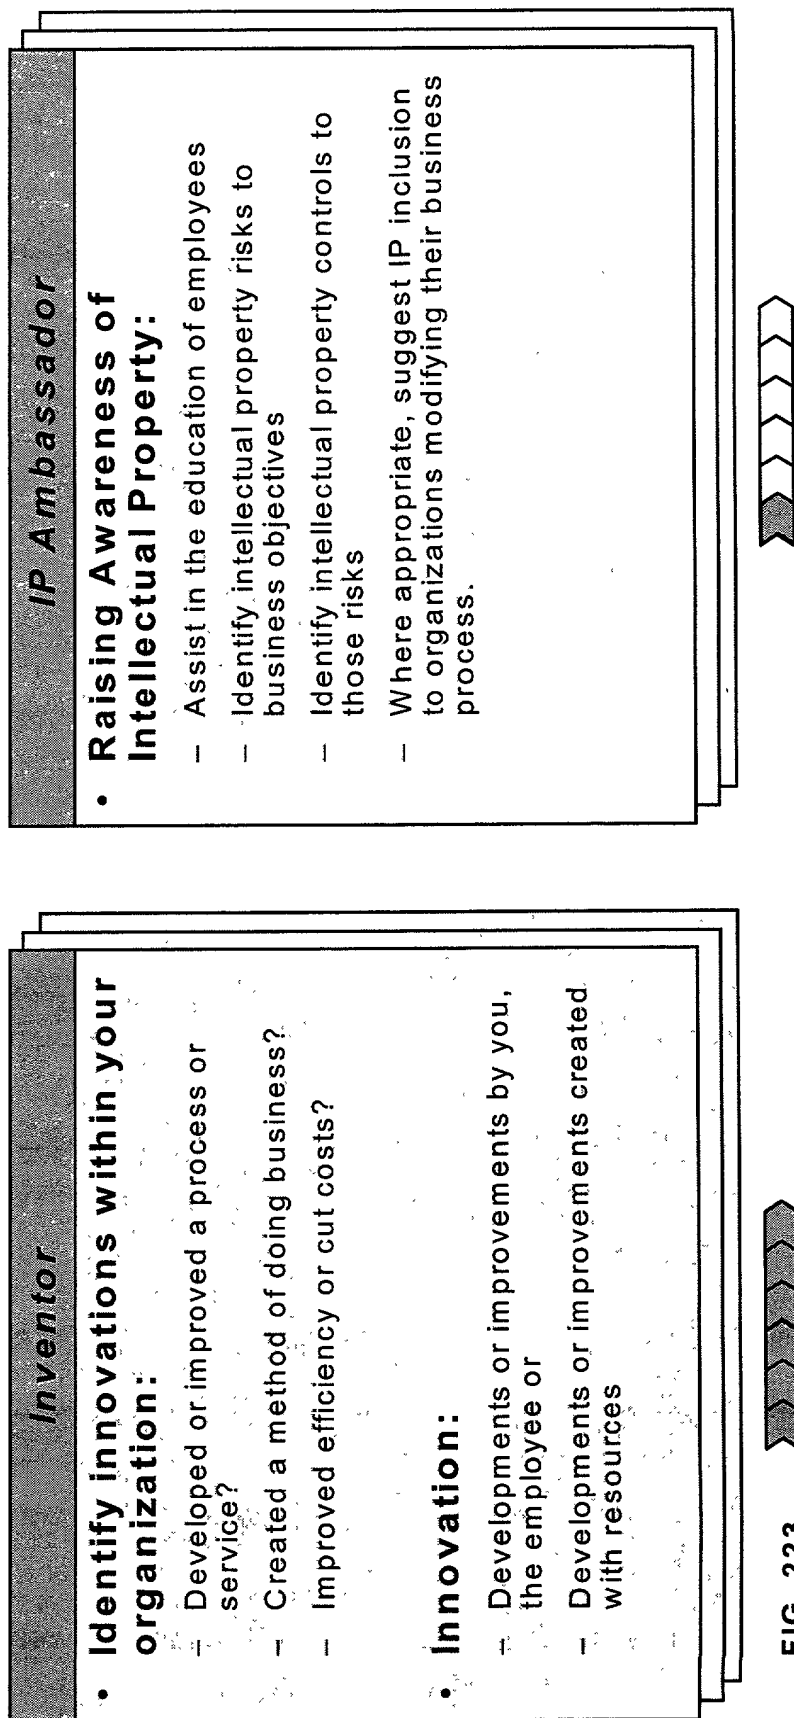 Inventor
• Identify innovations within your
organization:
– Developed or improved a process or
service?
– Created a method of doing business?
– Improved efficiency or cut costs?
• Innovation:
– Developments or improvements by you,
the employee or
– Developments or improvements created
with resources
IP Ambassador
• Raising Awareness of
Intellectual Property:
– Assist in the education of employees
– Identify intellectual property risks to
business objectives
– Identify intellectual property controls to
those risks
– Where appropriate, suggest IP inclusion
to organizations modifying their business
process.
FIG. 223